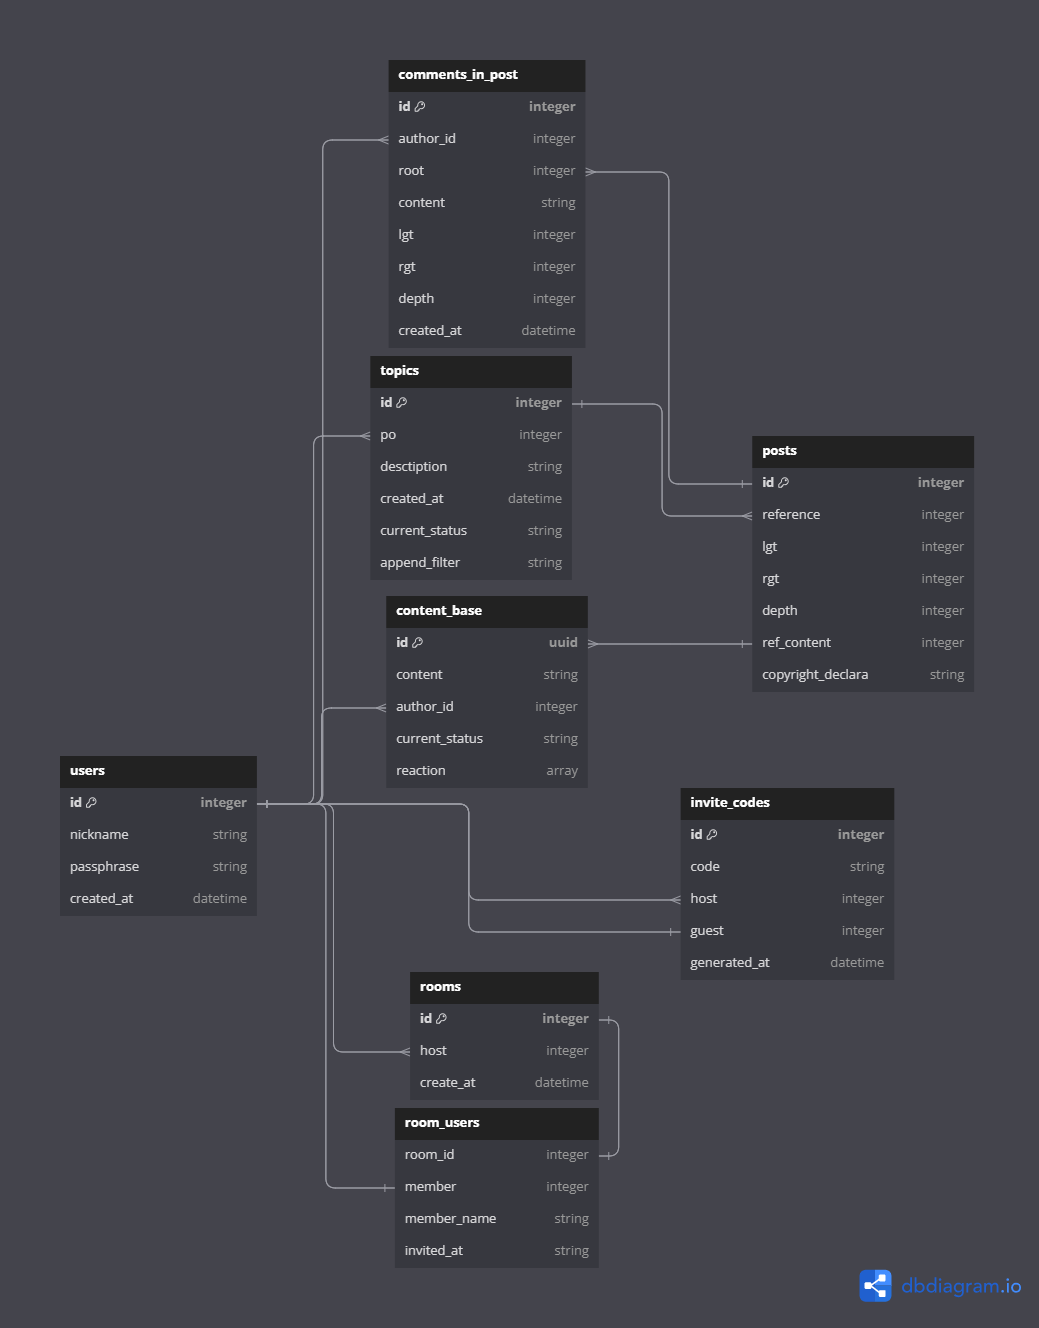 comments_in_post
id integer
author_id integer
root integer
content string
lgt integer
rgt integer
depth integer
created_at datetime
topics
id integer
po integer
desctiption string
created_at datetime
current_status string
append_filter string
posts
id integer
reference integer
lgt integer
rgt integer
depth integer
ref_content integer
copyright_declara string
content_base
id uuid
content string
author_id integer
current_status string
reaction array
users
id integer
nickname string
passphrase string
created_at datetime
invite_codes
id integer
code string
host integer
guest integer
generated_at datetime
rooms
id integer
host integer
create_at datetime
room_users
room_id integer
member integer
member_name string
invited_at string
dbdiagram.io